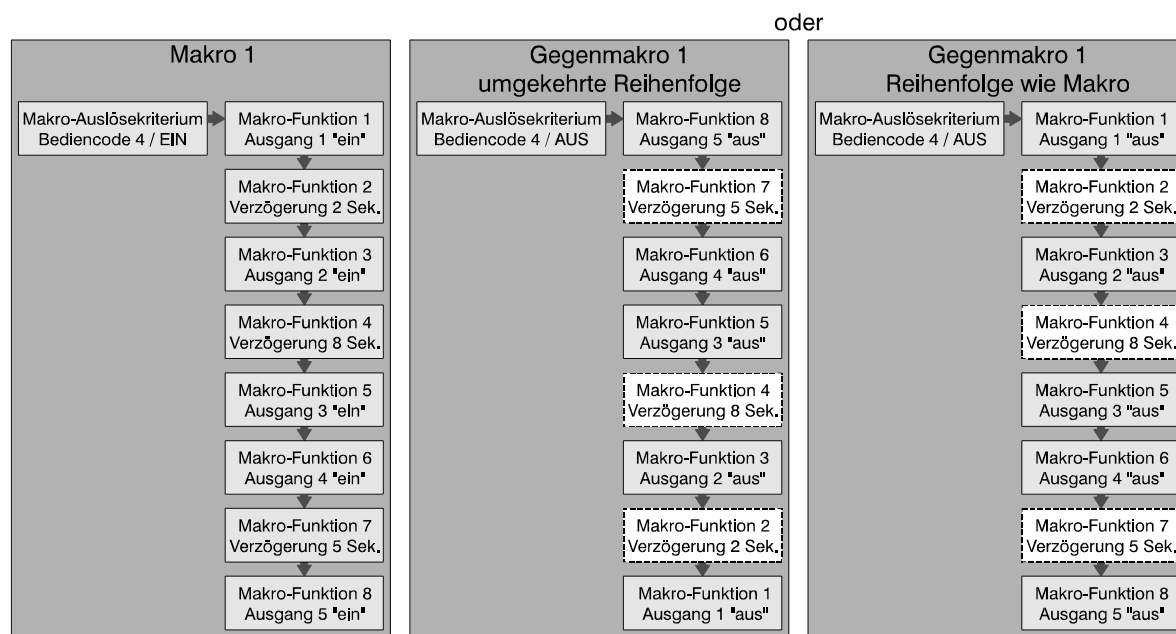 oder
Makro 1
Makro-Auslösekriterium
Bediencode 4 / EIN
Makro-Funktion 1
Ausgang 1 "ein"
Makro-Funktion 2
Verzögerung 2 Sek.
Makro-Funktion 3
Ausgang 2 "ein"
Makro-Funktion 4
Verzögerung 8 Sek.
Makro-Funktion 5
Ausgang 3 "ein"
Makro-Funktion 6
Ausgang 4 "ein"
Makro-Funktion 7
Verzögerung 5 Sek.
Makro-Funktion 8
Ausgang 5 "ein"
Gegenmakro 1
umgekehrte Reihenfolge
Makro-Auslösekriterium
Bediencode 4 / AUS
Makro-Funktion 8
Ausgang 5 "aus"
Makro-Funktion 7
Verzögerung 5 Sek.
Makro-Funktion 6
Ausgang 4 "aus"
Makro-Funktion 5
Ausgang 3 "aus"
Makro-Funktion 4
Verzögerung 8 Sek.
Makro-Funktion 3
Ausgang 2 "aus"
Makro-Funktion 2
Verzögerung 2 Sek.
Makro-Funktion 1
Ausgang 1 "aus"
Gegenmakro 1
Reihenfolge wie Makro
Makro-Auslösekriterium
Bediencode 4 / AUS
Makro-Funktion 1
Ausgang 1 "aus"
Makro-Funktion 2
Verzögerung 2 Sek.
Makro-Funktion 3
Ausgang 2 "aus"
Makro-Funktion 4
Verzögerung 8 Sek.
Makro-Funktion 5
Ausgang 3 "aus"
Makro-Funktion 6
Ausgang 4 "aus"
Makro-Funktion 7
Verzögerung 5 Sek.
Makro-Funktion 8
Ausgang 5 "aus"